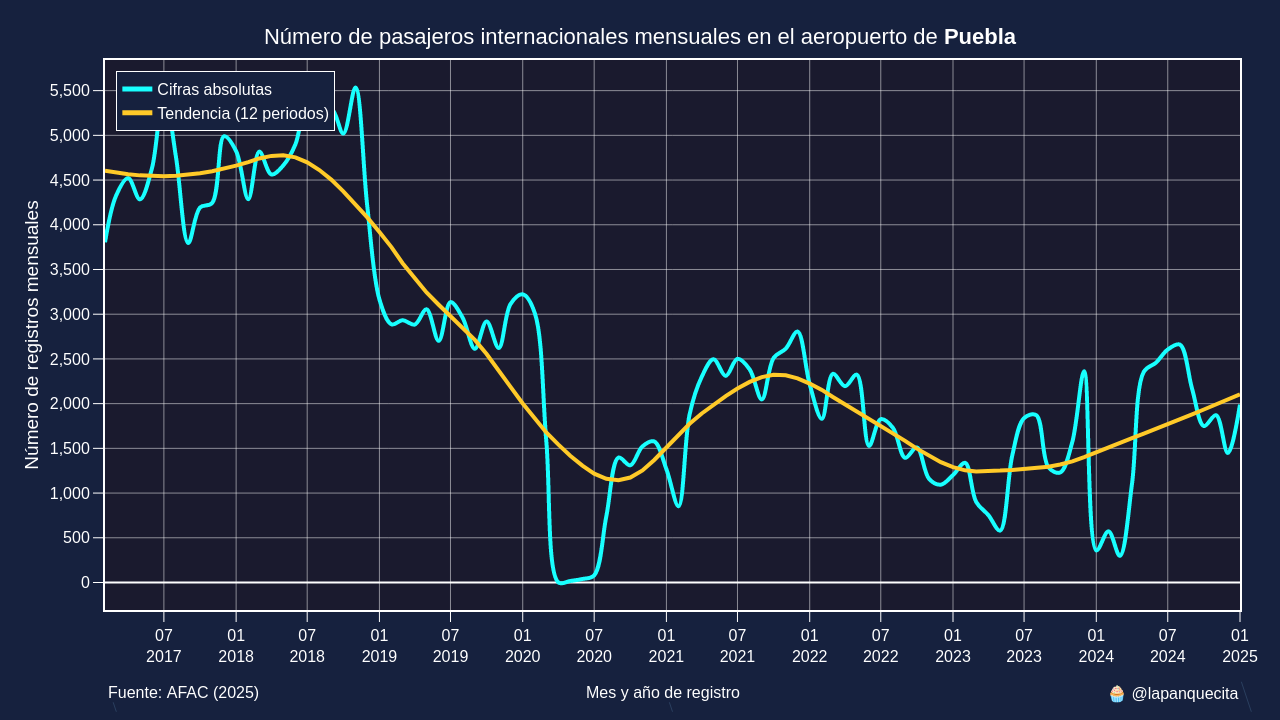 Número de pasajeros internacionales mensuales en el aeropuerto de Puebla
Cifras absolutas
Tendencia (12 periodos)
Número de registros mensuales
5,500
5,000
4,500
4,000
3,500
3,000
2,500
2,000
1,500
1,000
500
0
07 01 07 01 07 01 07 01 07 01 07 01 07 01 07 01
2017 2018 2018 2019 2019 2020 2020 2021 2021 2022 2022 2023 2023 2024 2024 2025
Fuente: AFAC (2025) Mes y año de registro 🧁 @lapanquecita